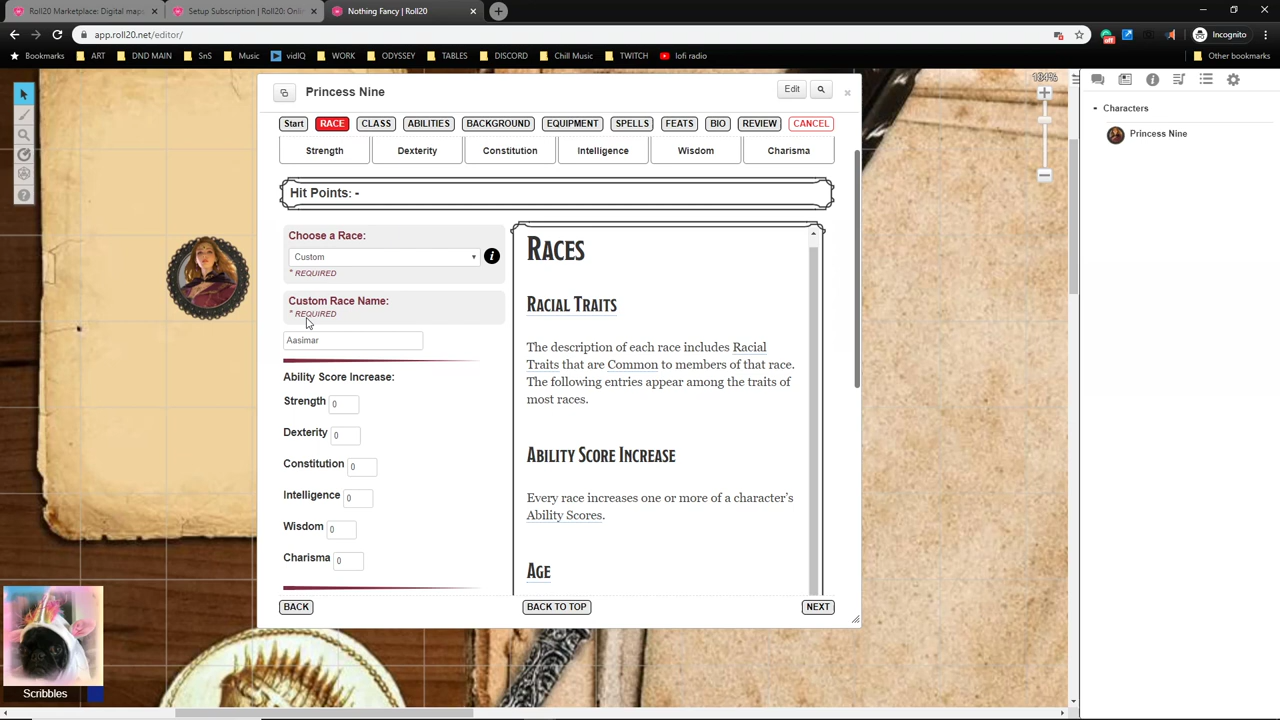 Roll20 Marketplace: Digital map
Setup Subscription | Roll20: Onl
Nothing Fancy | Roll20
app.roll20.net/editor/
Incognito
Bookmarks
ART
DND MAIN
SnS
Music
vidIQ
WORK
ODYSSEY
TABLES
DISCORD
Chill Music
TWITCH
lofi radio
Other bookmarks
184%
Princess Nine
Edit
Start
RACE
CLASS
ABILITIES
BACKGROUND
EQUIPMENT
SPELLS
FEATS
BIO
REVIEW
CANCEL
Strength
Dexterity
Constitution
Intelligence
Wisdom
Charisma
Hit Points: -
Choose a Race:
Custom
* REQUIRED
Custom Race Name:
* REQUIRED
Aasimar
Ability Score Increase:
Strength 0
Dexterity 0
Constitution 0
Intelligence 0
Wisdom 0
Charisma 0
RACES
RACIAL TRAITS
The description of each race includes Racial
Traits that are Common to members of that race.
The following entries appear among the traits of
most races.
ABILITY SCORE INCREASE
Every race increases one or more of a character's
Ability Scores.
AGE
BACK
BACK TO TOP
NEXT
Characters
Princess Nine
Scribbles